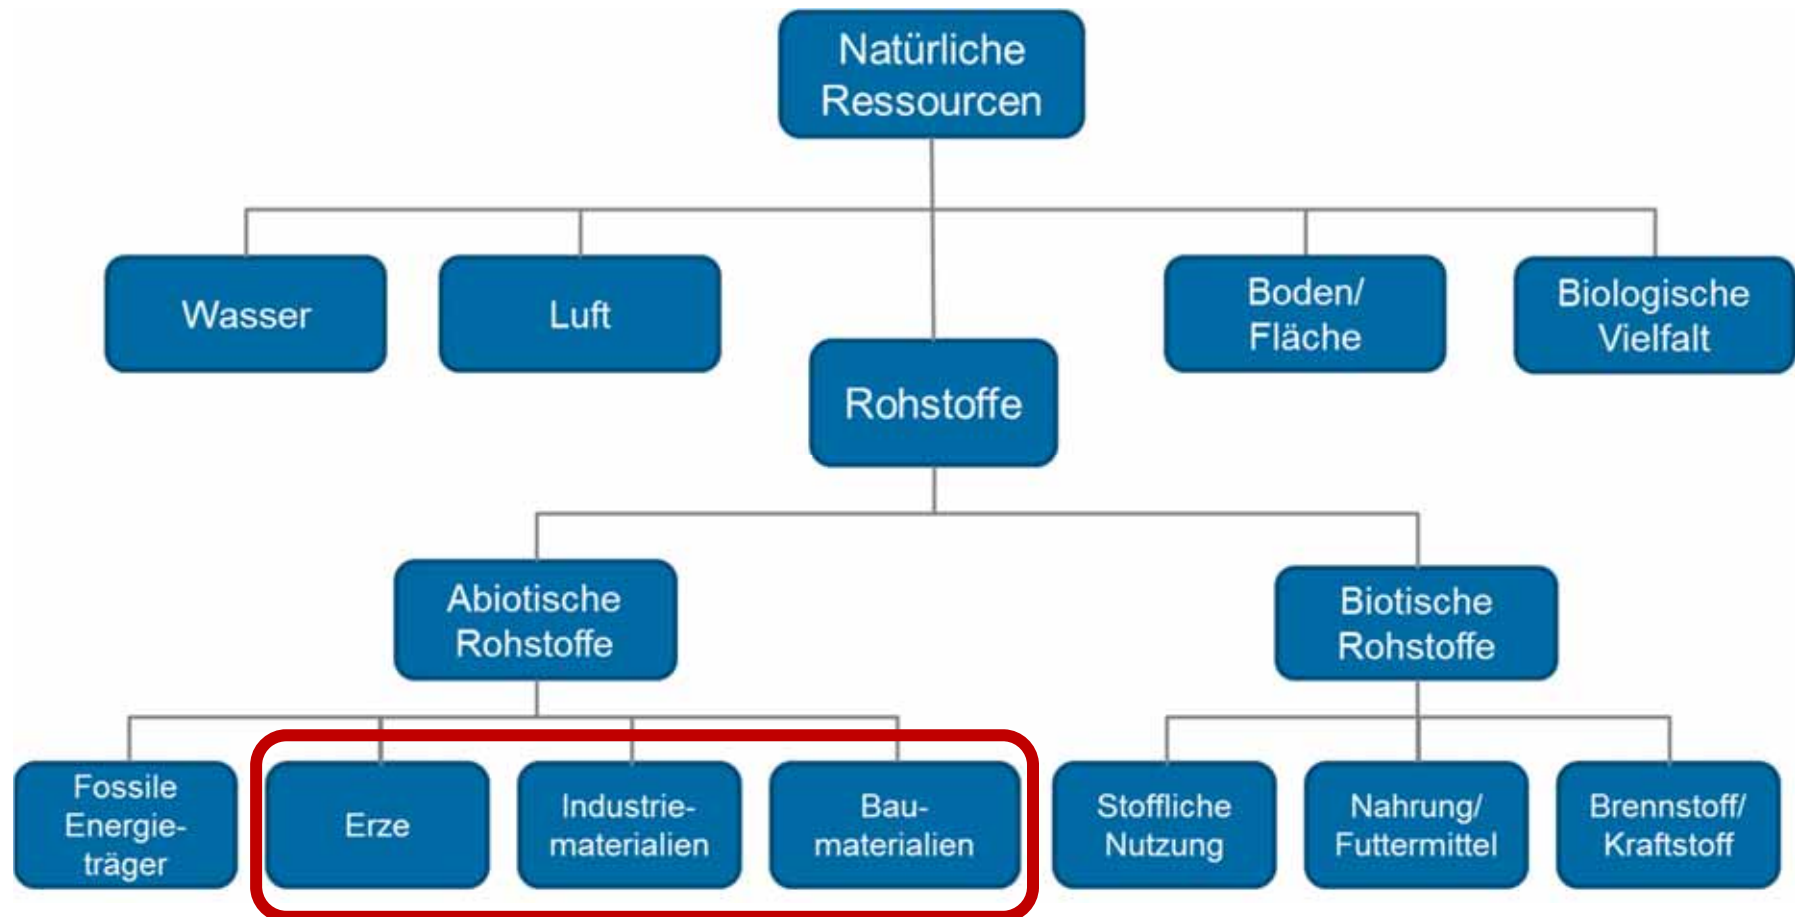 Natürliche
Ressourcen
Wasser
Luft
Boden/
Fläche
Biologische
Vielfalt
Rohstoffe
Abiotische
Rohstoffe
Biotische
Rohstoffe
Fossile
Energie-
träger
Erze
Industrie-
materialien
Bau-
materialien
Stoffliche
Nutzung
Nahrung/
Futtermittel
Brennstoff/
Kraftstoff